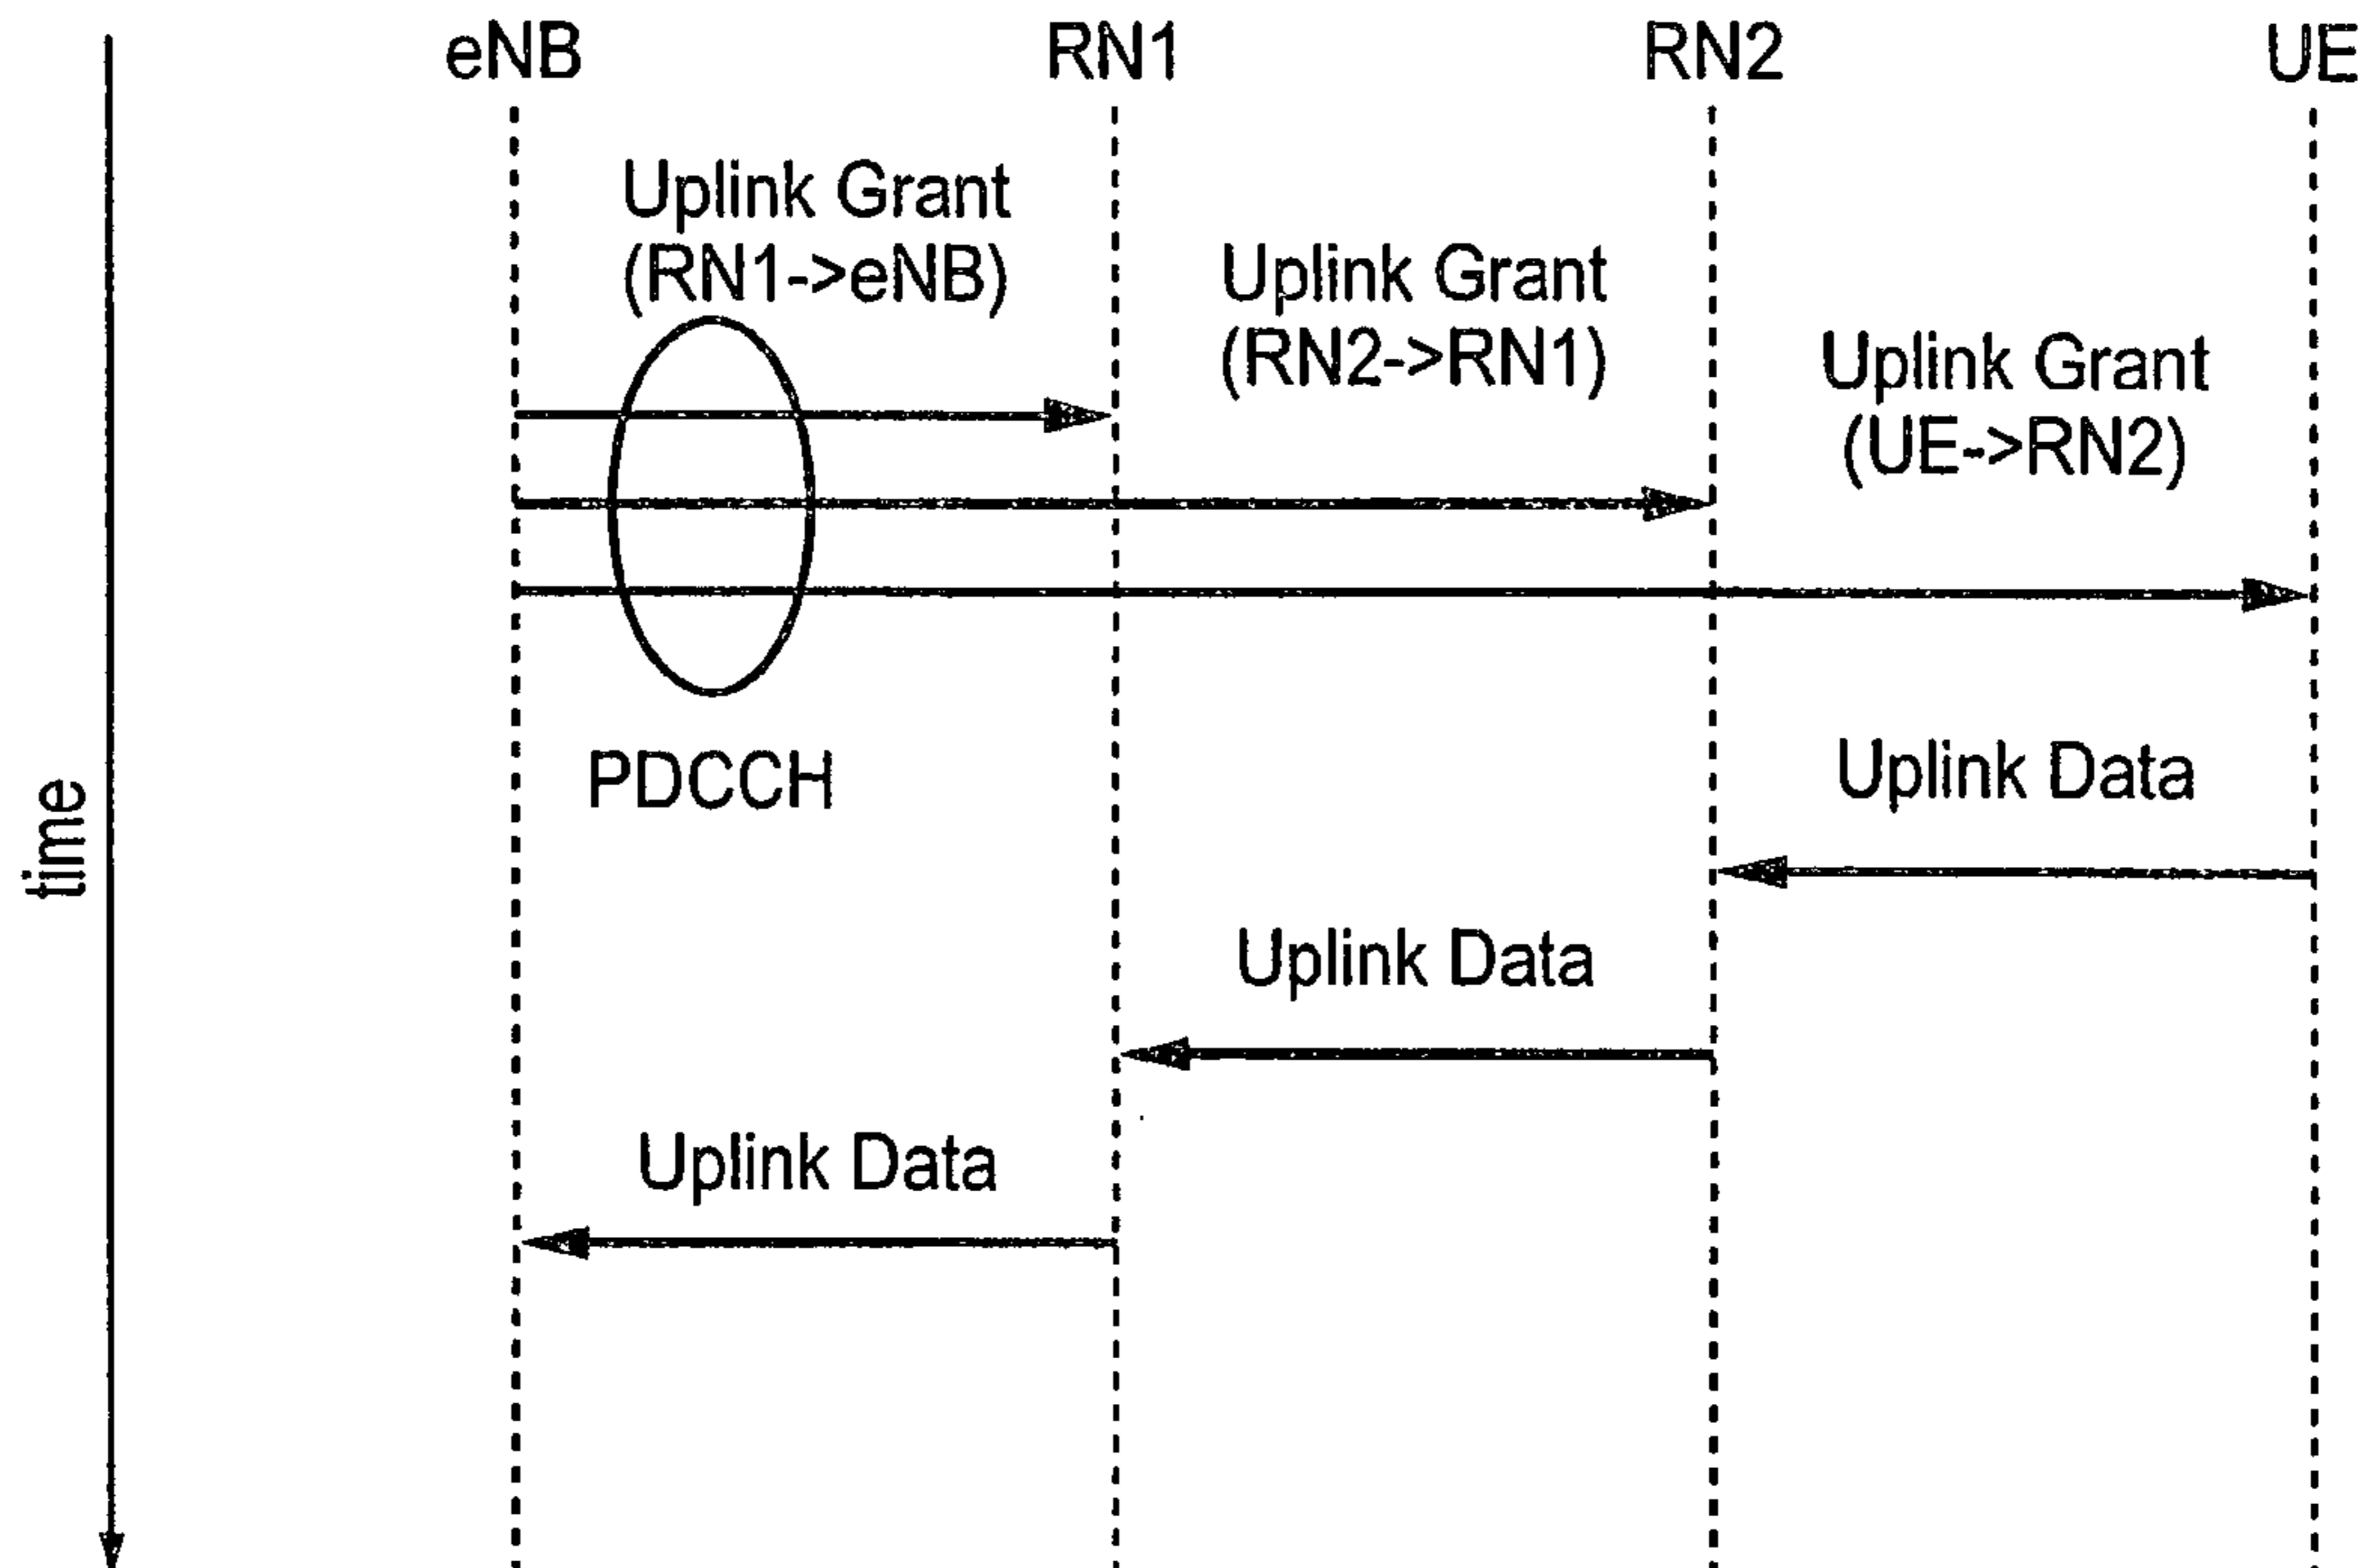 eNB RN1 RN2 UE
Uplink Grant
(RN1->eNB)
Uplink Grant
(RN2->RN1)
Uplink Grant
(UE->RN2)
PDCCH
time
Uplink Data
Uplink Data
Uplink Data